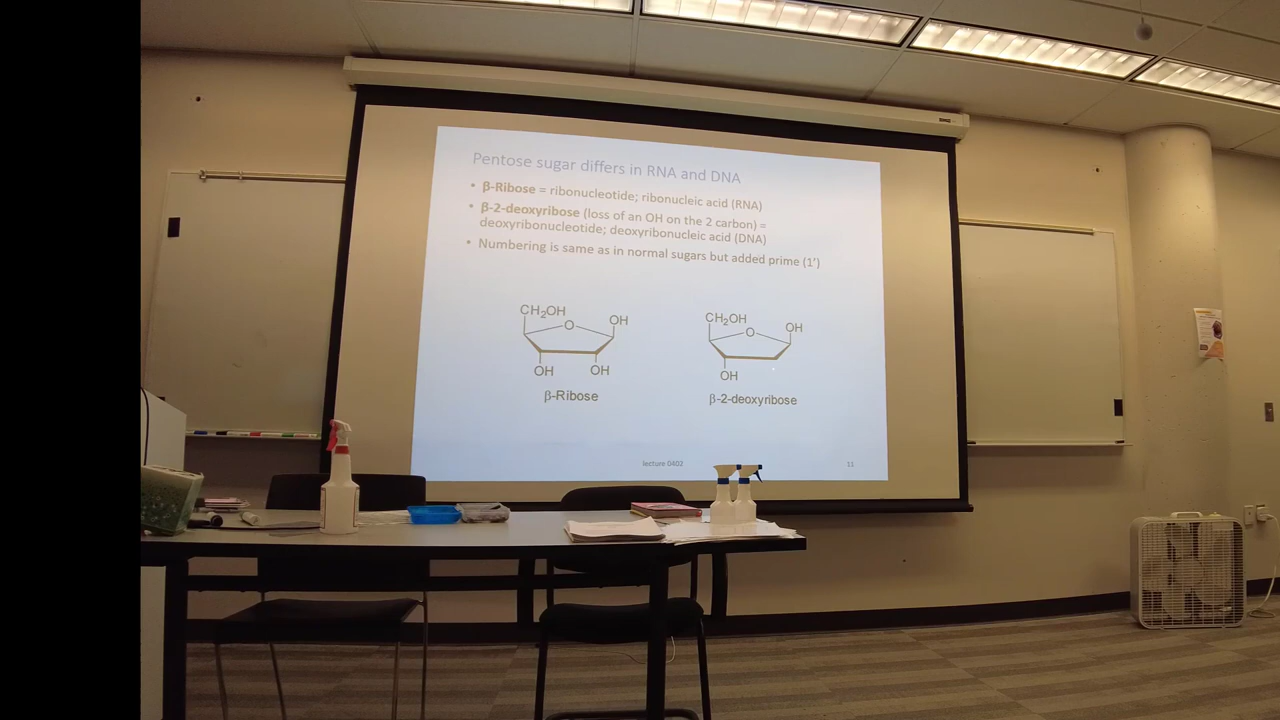 Pentose sugar differs in RNA and DNA
• β-Ribose = ribonucleotide; ribonucleic acid (RNA)
• β-2-deoxyribose (loss of an OH on the 2 carbon) =
deoxyribonucleotide; deoxyribonucleic acid (DNA)
• Numbering is same as in normal sugars but added prime (1')
CH₂OH
O
OH
OH
OH
β-Ribose
CH₂OH
O
OH
OH
β-2-deoxyribose
lecture 0402
11